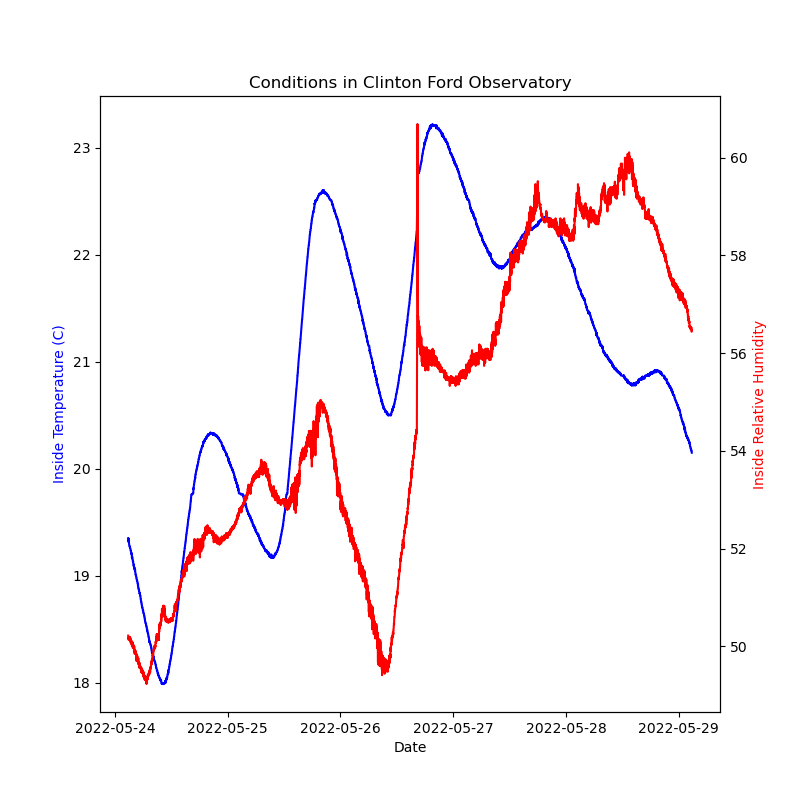 Conditions in Clinton Ford Observatory
Inside Temperature (C)
23
22
21
20
19
18
60
58
56
54
52
50
Inside Relative Humidity
2022-05-24 2022-05-25 2022-05-26 2022-05-27 2022-05-28 2022-05-29
Date